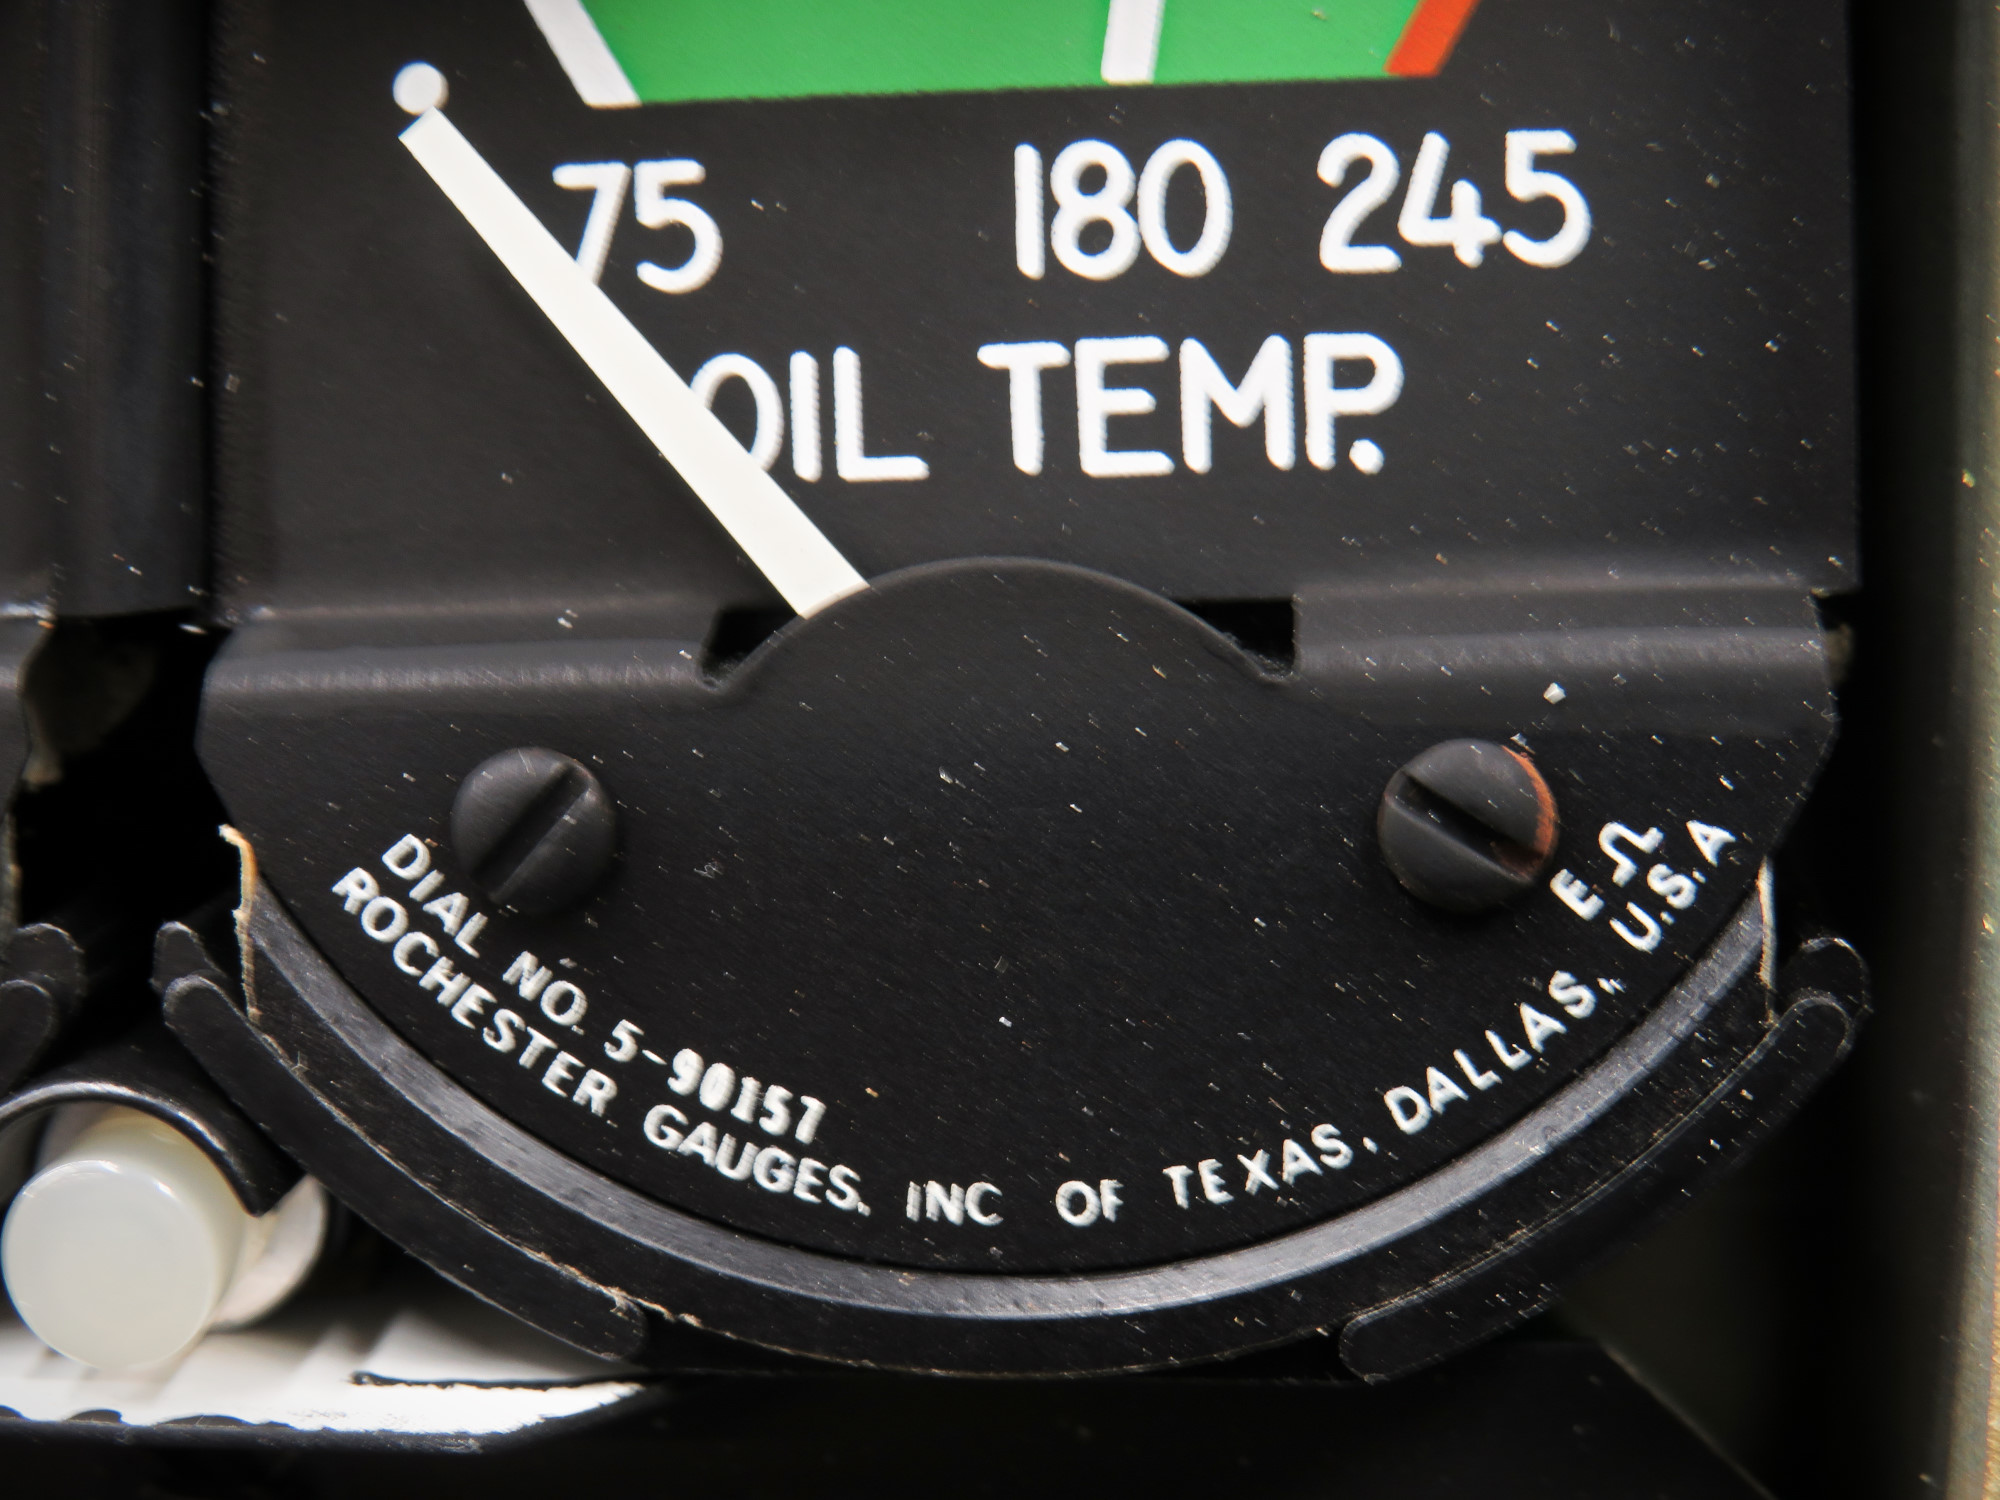 75 180 245
OIL TEMP.
DIAL NO. 5-90157
ROCHESTER GAUGES, INC OF TEXAS, DALLAS, U.S.A
E Ω